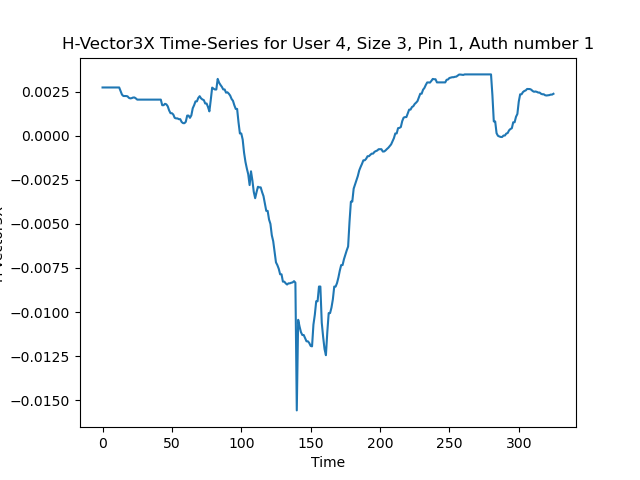 H-Vector3X Time-Series for User 4, Size 3, Pin 1, Auth number 1
0.0025
0.0000
−0.0025
−0.0050
−0.0075
−0.0100
−0.0125
−0.0150
0 50 100 150 200 250 300
Time